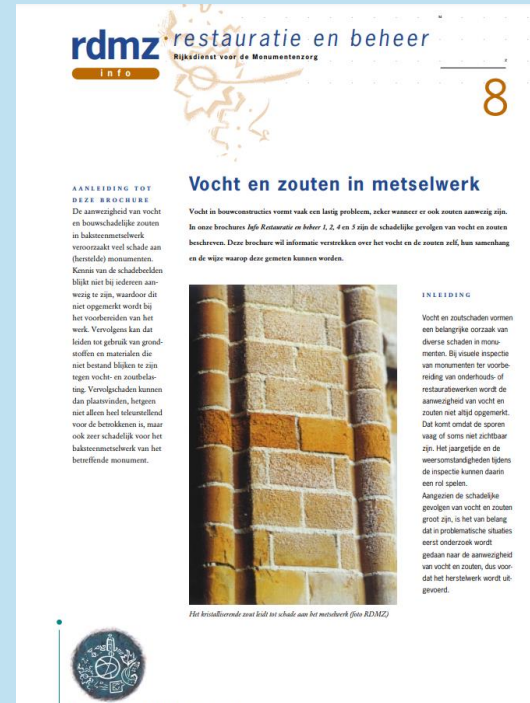 rdmz restauratie en beheer
Rijksdienst voor de Monumentenzorg
info
8
AANLEIDING TOT
DEZE BROCHURE
De aanwezigheid van vocht
en bouwschadelijke zouten
in baksteenmetselwerk
veroorzaakt veel schade aan
(herstelde) monumenten.
Kennis van de schadebeelden
blijkt niet bij iedereen aan-
wezig te zijn, waardoor dit
niet opgemerkt wordt bij
het voorbereiden van het
werk. Vervolgens kan dat
leiden tot gebruik van grond-
stoffen en materialen die
niet bestand blijken te zijn
tegen vocht- en zoutbelas-
ting. Vervolgschaden kunnen
dan plaatsvinden, hetgeen
niet alleen heel teleurstellend
voor de betrokkenen is, maar
ook zeer schadelijk voor het
baksteenmetselwerk van het
betreffende monument.
Vocht en zouten in metselwerk
Vocht in bouwconstructies vormt vaak een lastig probleem, zeker wanneer er ook zouten aanwezig zijn.
In onze brochures Info Restauratie en beheer 1, 2, 4 en 5 zijn de schadelijke gevolgen van vocht en zouten
beschreven. Deze brochure wil informatie verstrekken over het vocht en de zouten zelf, hun samenhang
en de wijze waarop deze gemeten kunnen worden.
Het kristalliserende zout leidt tot schade aan het metselwerk (foto RDMZ)
INLEIDING
Vocht en zoutschaden vormen
een belangrijke oorzaak van
diverse schaden in monu-
menten. Bij visuele inspectie
van monumenten ter voorbe-
reiding van onderhouds- of
restauratiewerken wordt de
aanwezigheid van vocht en
zouten niet altijd opgemerkt.
Dat komt omdat de sporen
vaag of soms niet zichtbaar
zijn. Het jaargetijde en de
weersomstandigheden tijdens
de inspectie kunnen daarin
een rol spelen.
Aangezien de schadelijke
gevolgen van vocht en zouten
groot zijn, is het van belang
dat in problematische situaties
eerst onderzoek wordt
gedaan naar de aanwezigheid
van vocht en zouten, dus voor-
dat het herstelwerk wordt uit-
gevoerd.